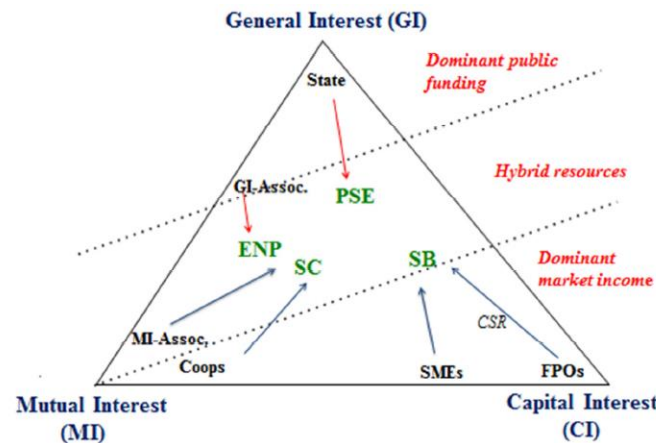 General Interest (GI)
Dominant public
funding
State
Hybrid resources
GI-Assoc.
PSE
ENP
SC
SB
Dominant
market income
MI-Assoc.
Coops
CSR
SMEs
FPOs
Mutual Interest
(MI)
Capital Interest
(CI)